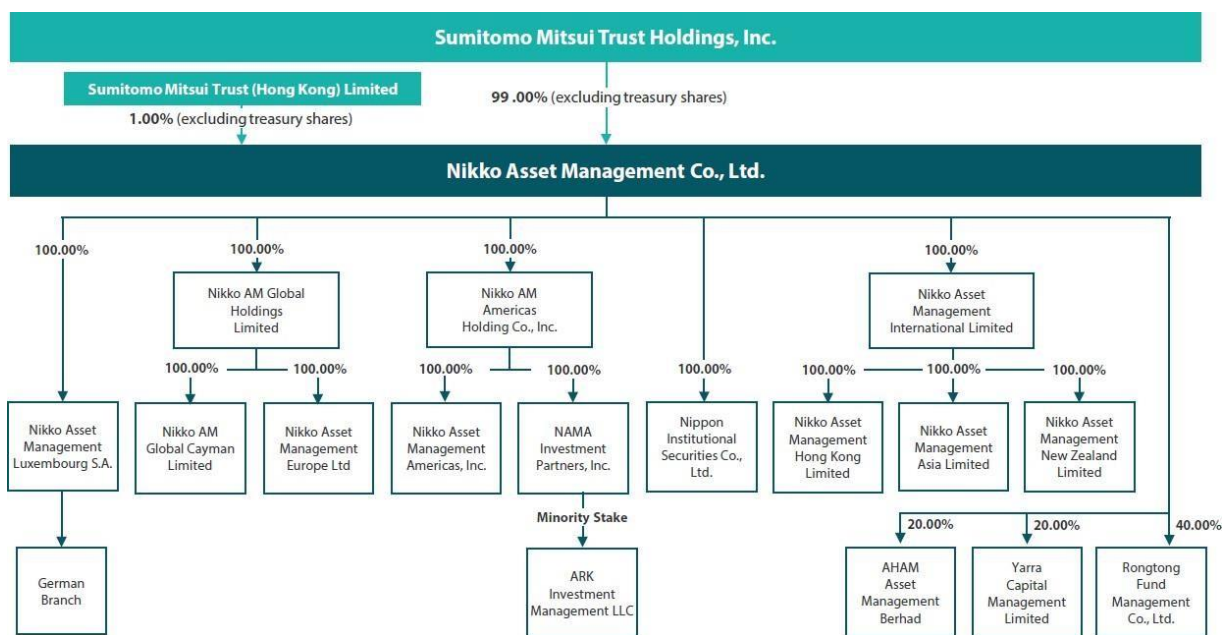 Sumitomo Mitsui Trust Holdings, Inc.
Sumitomo Mitsui Trust (Hong Kong) Limited
99 .00% (excluding treasury shares)
1.00% (excluding treasury shares)
Nikko Asset Management Co., Ltd.
100.00%
100.00%
100.00%
100.00%
Nikko AM Global
Holdings
Limited
Nikko AM
Americas
Holding Co., Inc.
Nikko Asset
Management
International Limited
100.00%
100.00%
100.00%
100.00%
100.00%
100.00%
100.00%
100.00%
Nikko Asset
Management
Luxembourg S.A.
Nikko AM
Global Cayman
Limited
Nikko Asset
Management
Europe Ltd
Nikko Asset
Management
Americas, Inc.
NAMA
Investment
Partners, Inc.
Nippon
Institutional
Securities Co.,
Ltd.
Nikko Asset
Management
Hong Kong
Limited
Nikko Asset
Management
Asia Limited
Nikko Asset
Management
New Zealand
Limited
Minority Stake
20.00%
20.00%
40.00%
German
Branch
ARK
Investment
Management LLC
AHAM
Asset
Management
Berhad
Yarra
Capital
Management
Limited
Rongtong
Fund
Management
Co., Ltd.